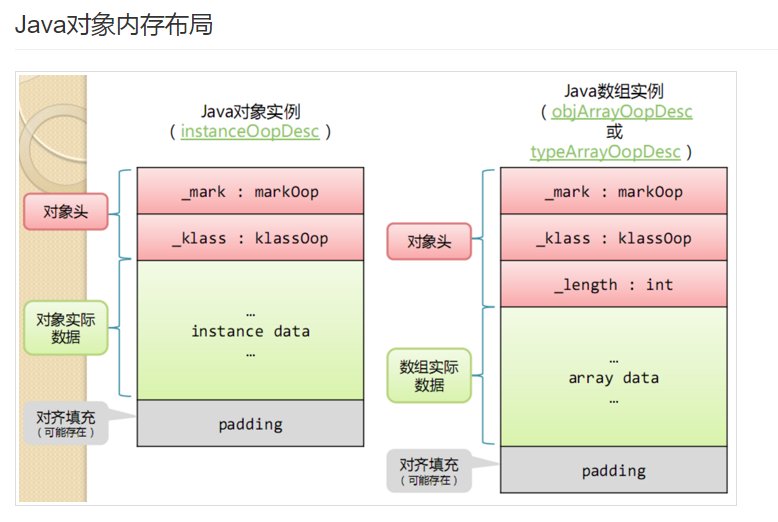 Java对象内存布局
Java对象实例
( instanceOopDesc )
对象头
_mark : markOop
_klass : klassOop
对象实际
数据
…
instance data
…
对齐填充
(可能存在)
padding
Java数组实例
( objArrayOopDesc
或
typeArrayOopDesc )
对象头
_mark : markOop
_klass : klassOop
_length : int
数组实际
数据
…
array data
…
对齐填充
(可能存在)
padding